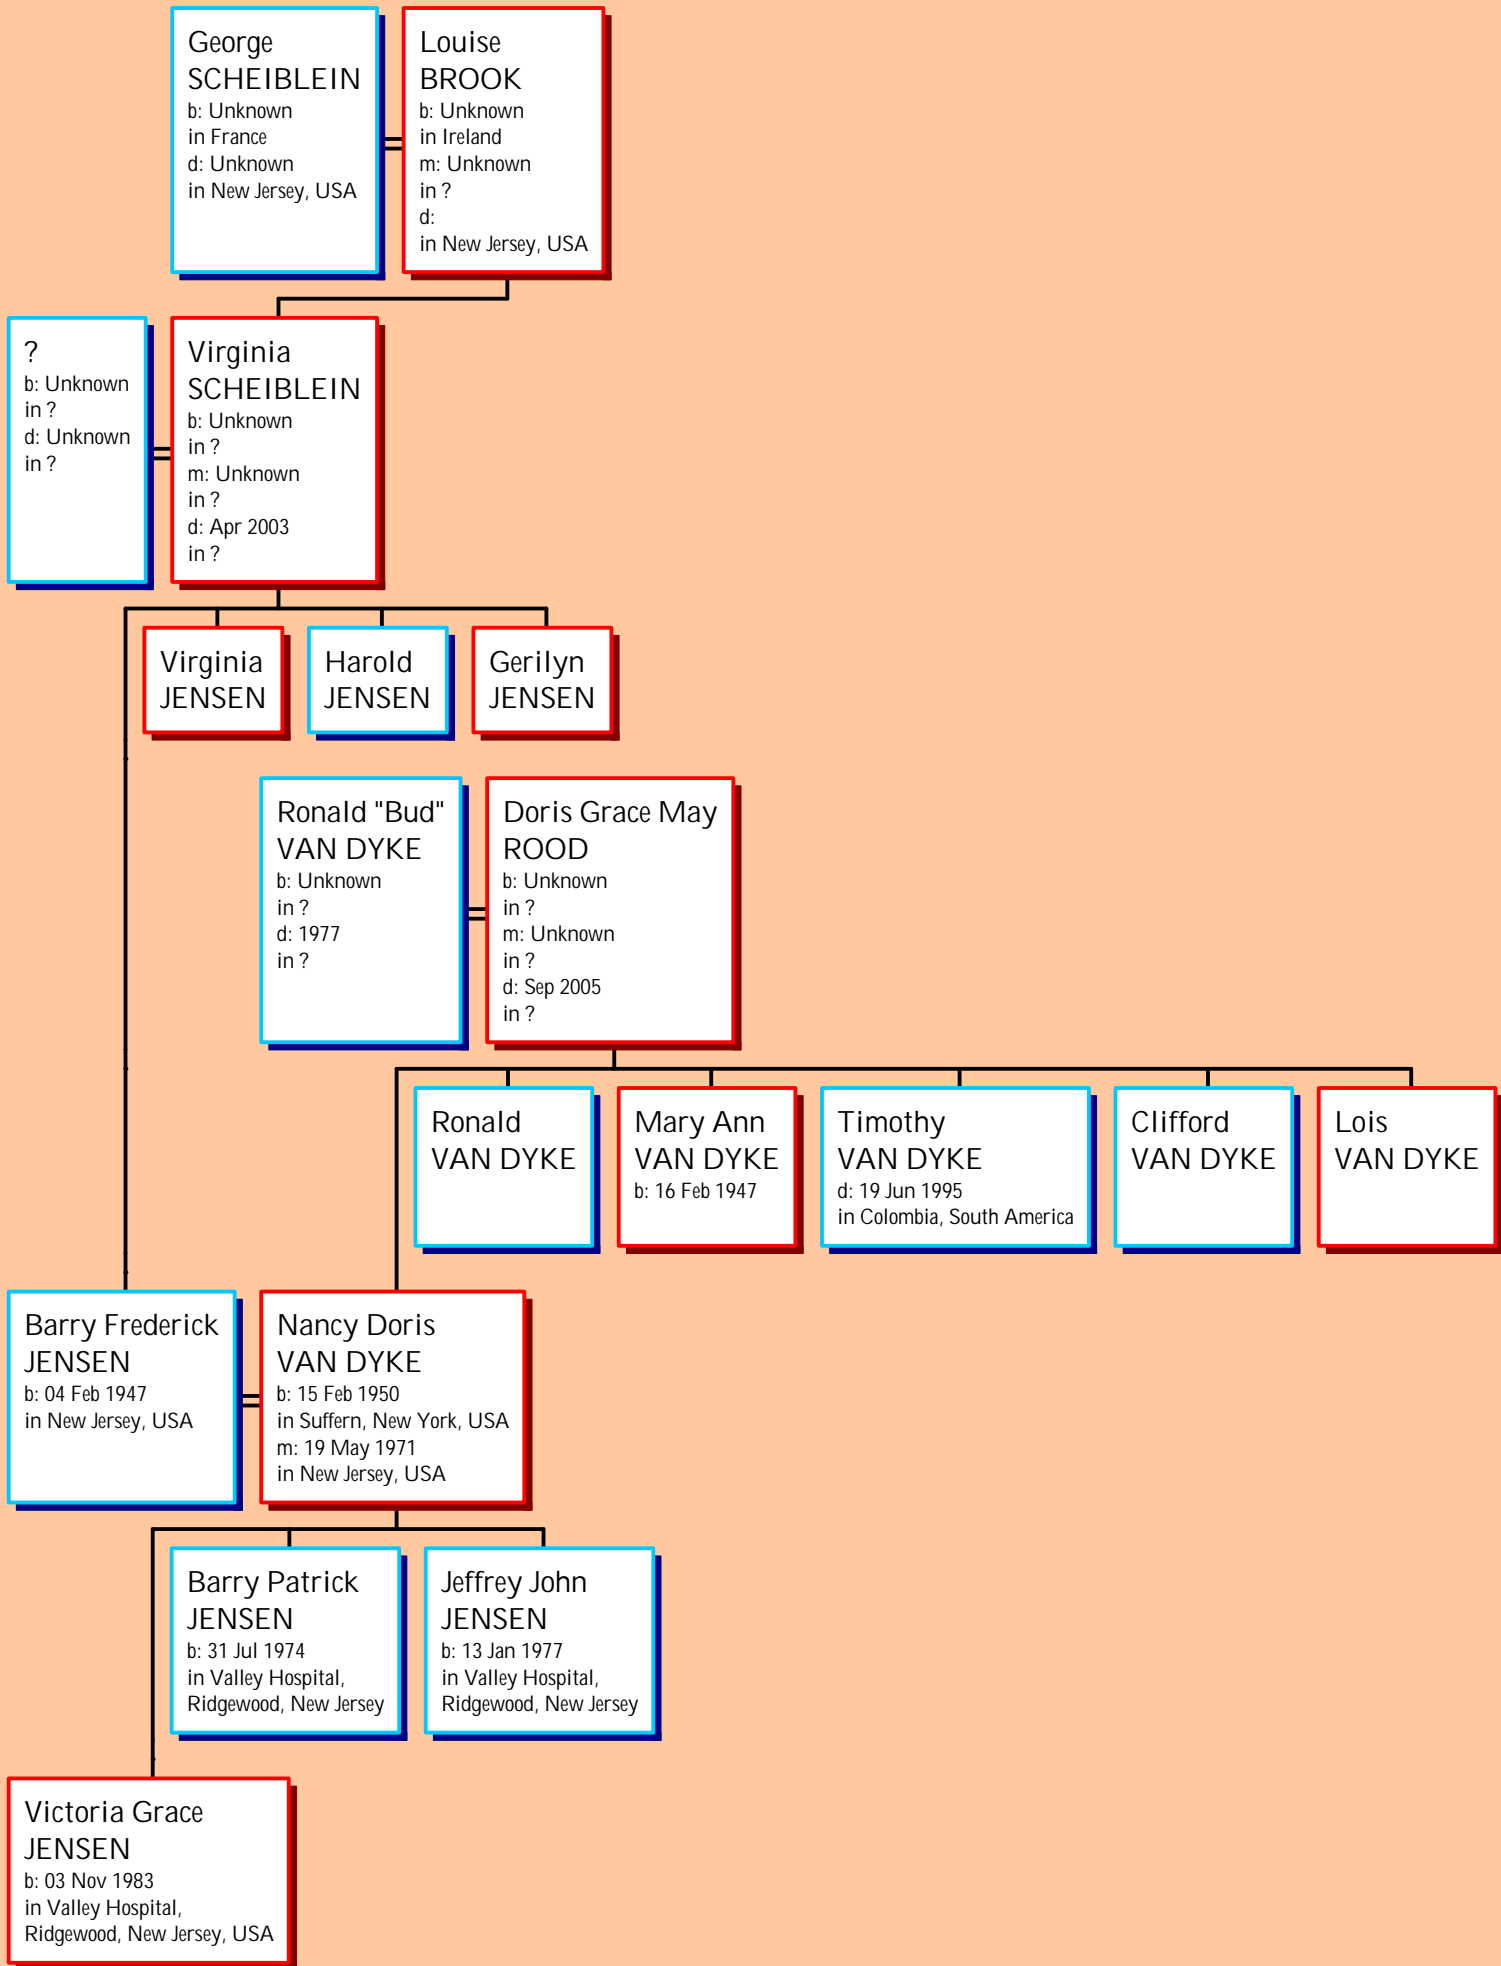 George
SCHEIBLEIN
b: Unknown
in France
d: Unknown
in New Jersey, USA
Louise
BROOK
b: Unknown
in Ireland
m: Unknown
in ?
d:
in New Jersey, USA
?
b: Unknown
in ?
d: Unknown
in ?
Virginia
SCHEIBLEIN
b: Unknown
in ?
m: Unknown
in ?
d: Apr 2003
in ?
Virginia
JENSEN
Harold
JENSEN
Gerilyn
JENSEN
Ronald "Bud"
VAN DYKE
b: Unknown
in ?
d: 1977
in ?
Doris Grace May
ROOD
b: Unknown
in ?
m: Unknown
in ?
d: Sep 2005
in ?
Ronald
VAN DYKE
Mary Ann
VAN DYKE
b: 16 Feb 1947
Timothy
VAN DYKE
d: 19 Jun 1995
in Colombia, South America
Clifford
VAN DYKE
Lois
VAN DYKE
Barry Frederick
JENSEN
b: 04 Feb 1947
in New Jersey, USA
Nancy Doris
VAN DYKE
b: 15 Feb 1950
in Suffern, New York, USA
m: 19 May 1971
in New Jersey, USA
Barry Patrick
JENSEN
b: 31 Jul 1974
in Valley Hospital,
Ridgewood, New Jersey
Jeffrey John
JENSEN
b: 13 Jan 1977
in Valley Hospital,
Ridgewood, New Jersey
Victoria Grace
JENSEN
b: 03 Nov 1983
in Valley Hospital,
Ridgewood, New Jersey, USA